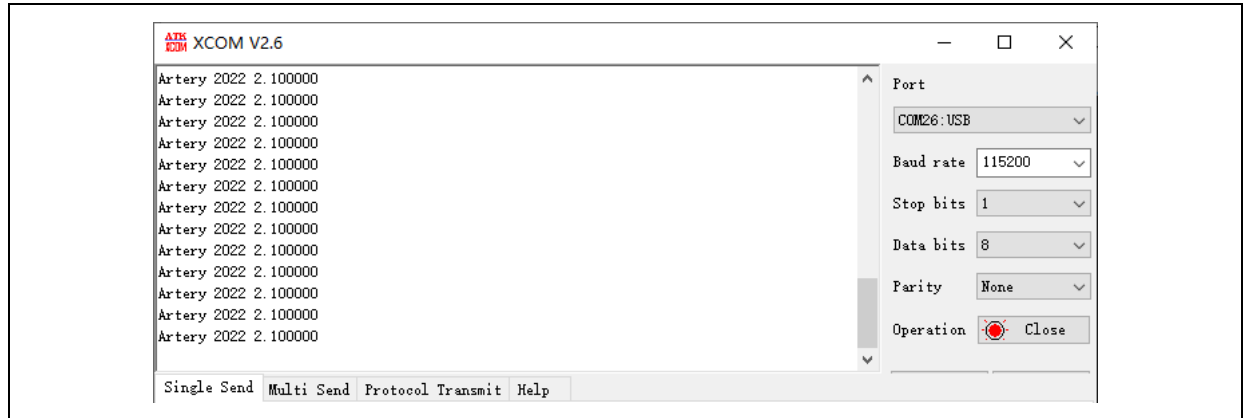 ATK
XCOM
XCOM V2.6
Artery 2022 2.100000
Artery 2022 2.100000
Artery 2022 2.100000
Artery 2022 2.100000
Artery 2022 2.100000
Artery 2022 2.100000
Artery 2022 2.100000
Artery 2022 2.100000
Artery 2022 2.100000
Artery 2022 2.100000
Artery 2022 2.100000
Artery 2022 2.100000
Artery 2022 2.100000
Port
COM26:USB
Baud rate 115200
Stop bits 1
Data bits 8
Parity None
Operation Close
Single Send Multi Send Protocol Transmit Help